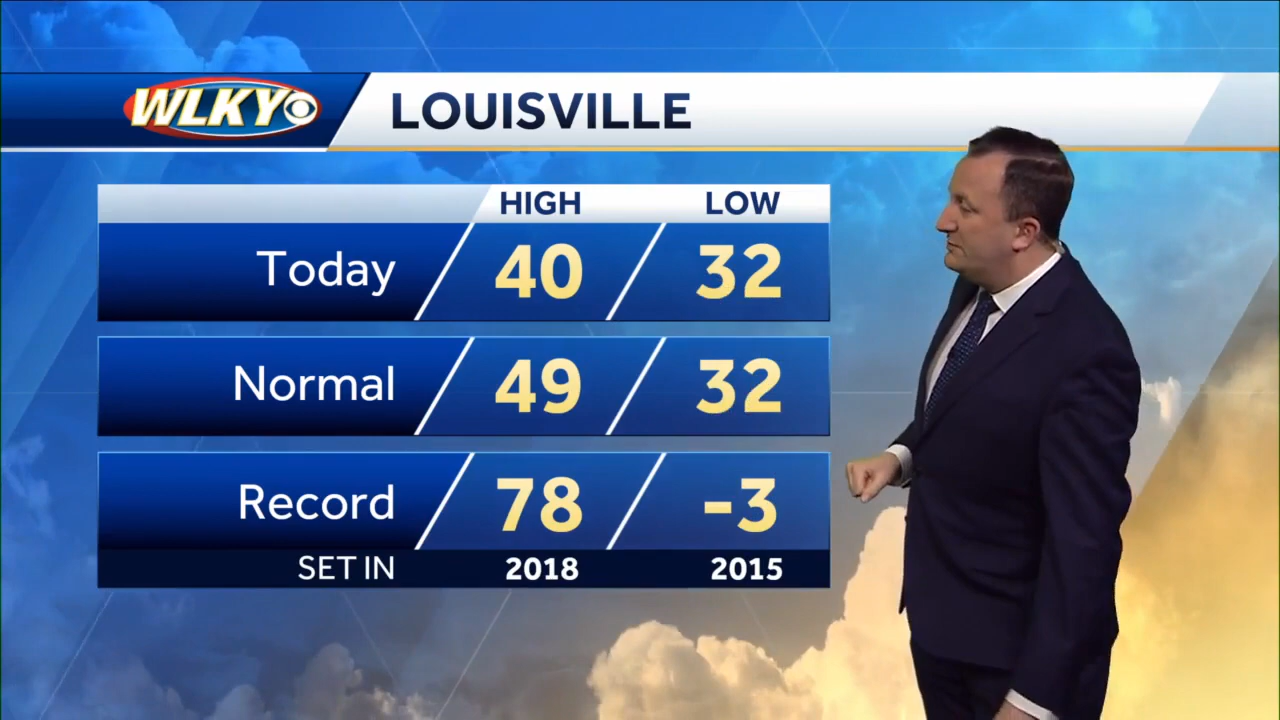 WLKY LOUISVILLE
HIGH LOW
Today 40 32
Normal 49 32
Record 78 -3
SET IN 2018 2015